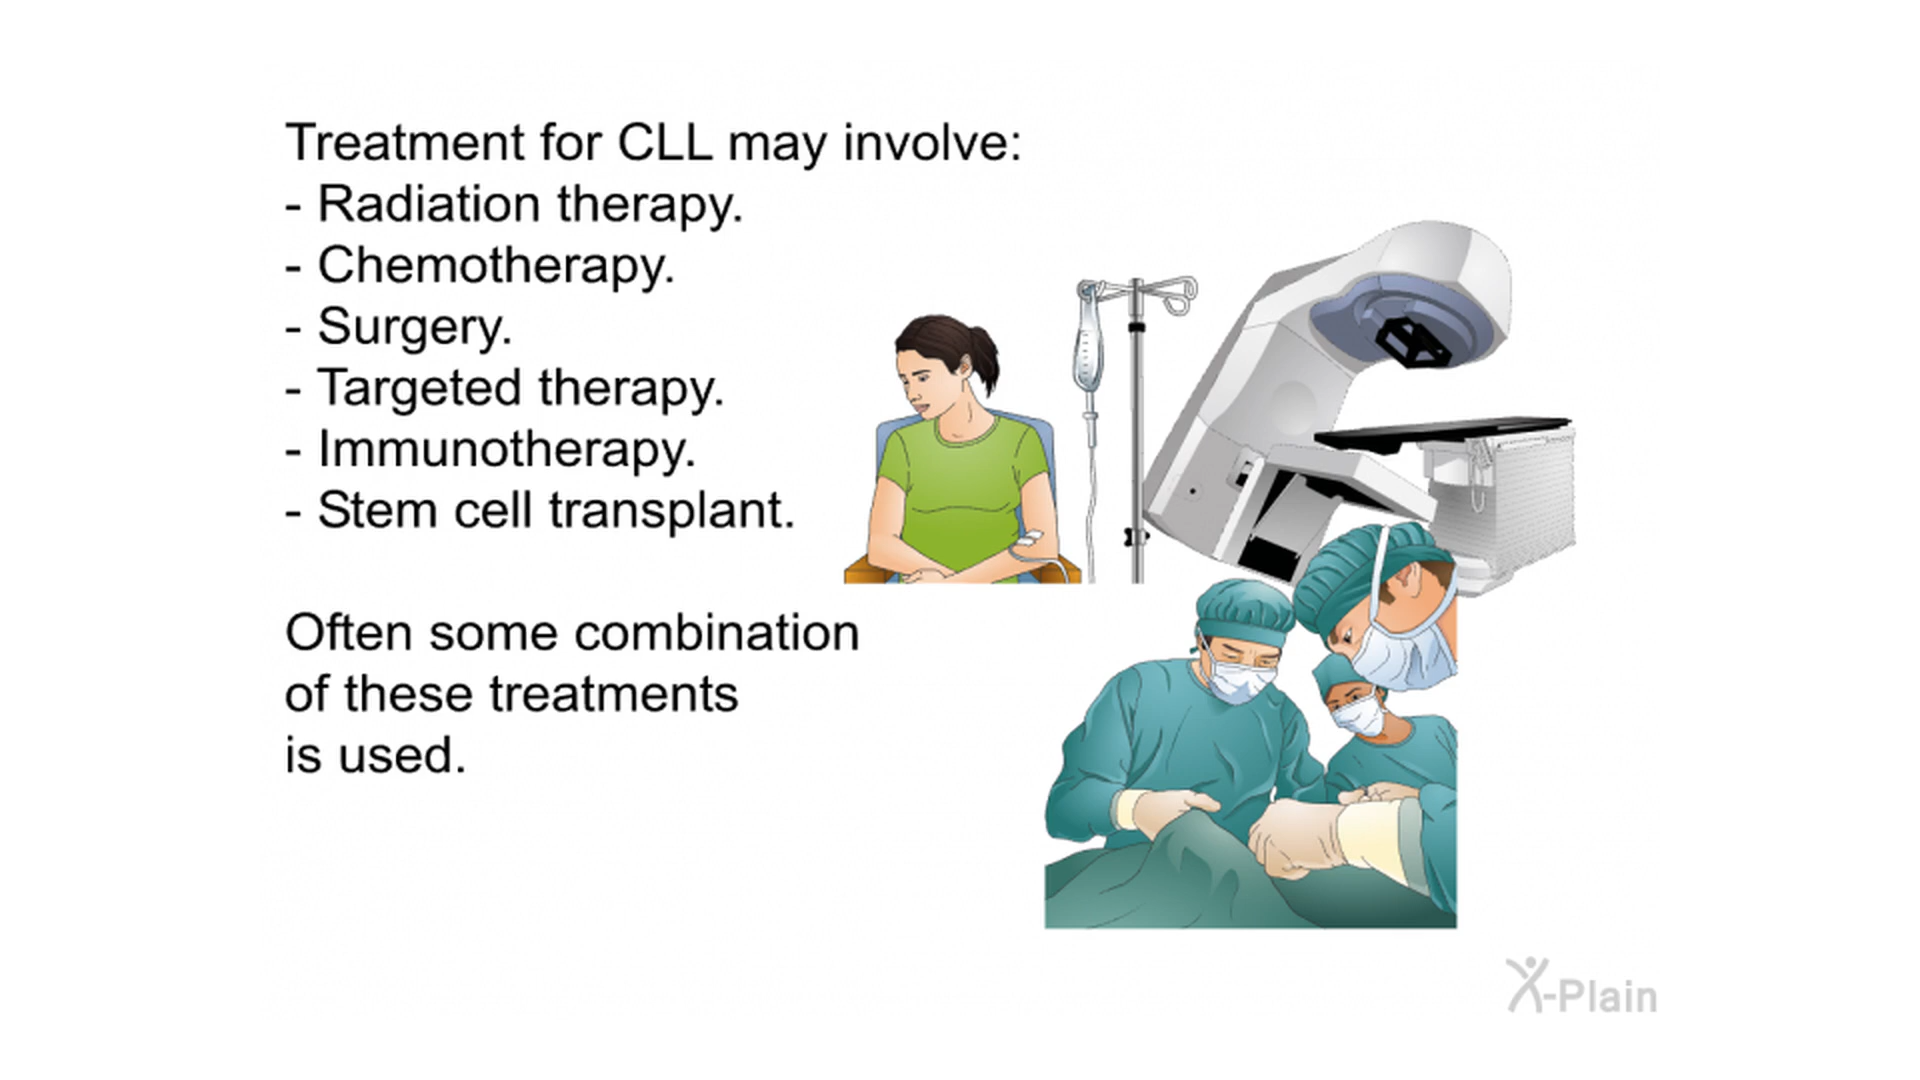 Treatment for CLL may involve:
- Radiation therapy.
- Chemotherapy.
- Surgery.
- Targeted therapy.
- Immunotherapy.
- Stem cell transplant.
Often some combination
of these treatments
is used.
X-Plain